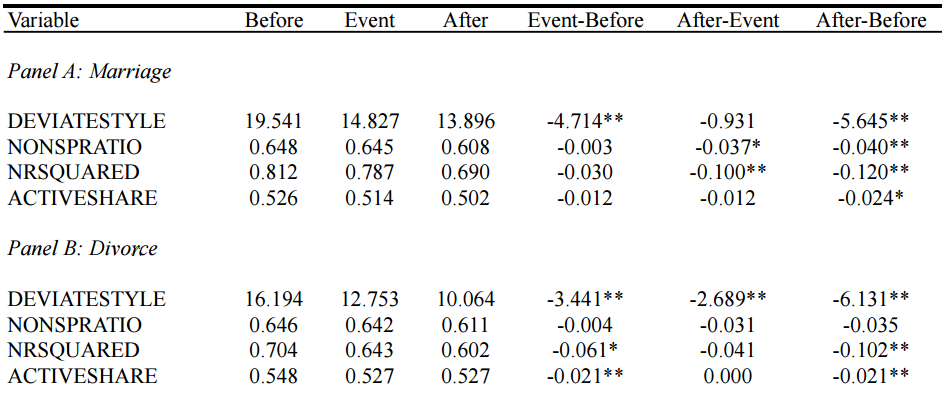 Variable Before Event After Event-Before After-Event After-Before
Panel A: Marriage
DEVIATESTYLE 19.541 14.827 13.896 -4.714** -0.931 -5.645**
NONSPRATIO 0.648 0.645 0.608 -0.003 -0.037* -0.040**
NRSQUARED 0.812 0.787 0.690 -0.030 -0.100** -0.120**
ACTIVESHARE 0.526 0.514 0.502 -0.012 -0.012 -0.024*
Panel B: Divorce
DEVIATESTYLE 16.194 12.753 10.064 -3.441** -2.689** -6.131**
NONSPRATIO 0.646 0.642 0.611 -0.004 -0.031 -0.035
NRSQUARED 0.704 0.643 0.602 -0.061* -0.041 -0.102**
ACTIVESHARE 0.548 0.527 0.527 -0.021** 0.000 -0.021**